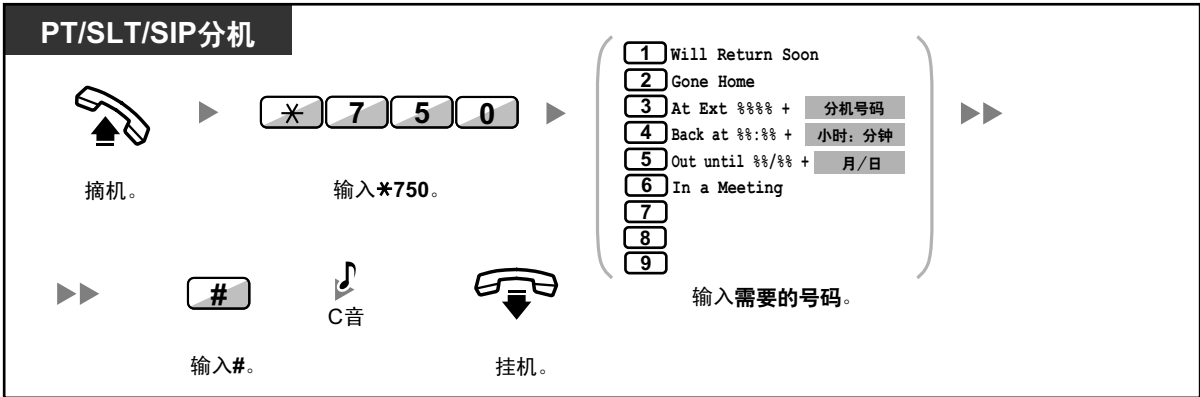 PT/SLT/SIP分机
摘机。
* 7 5 0
输入*750。
1 Will Return Soon
2 Gone Home
3 At Ext %%%% + 分机号码
4 Back at %%:%% + 小时：分钟
5 Out until %%/%% + 月/日
6 In a Meeting
7
8
9
输入需要的号码。
#
输入#。
C音
挂机。